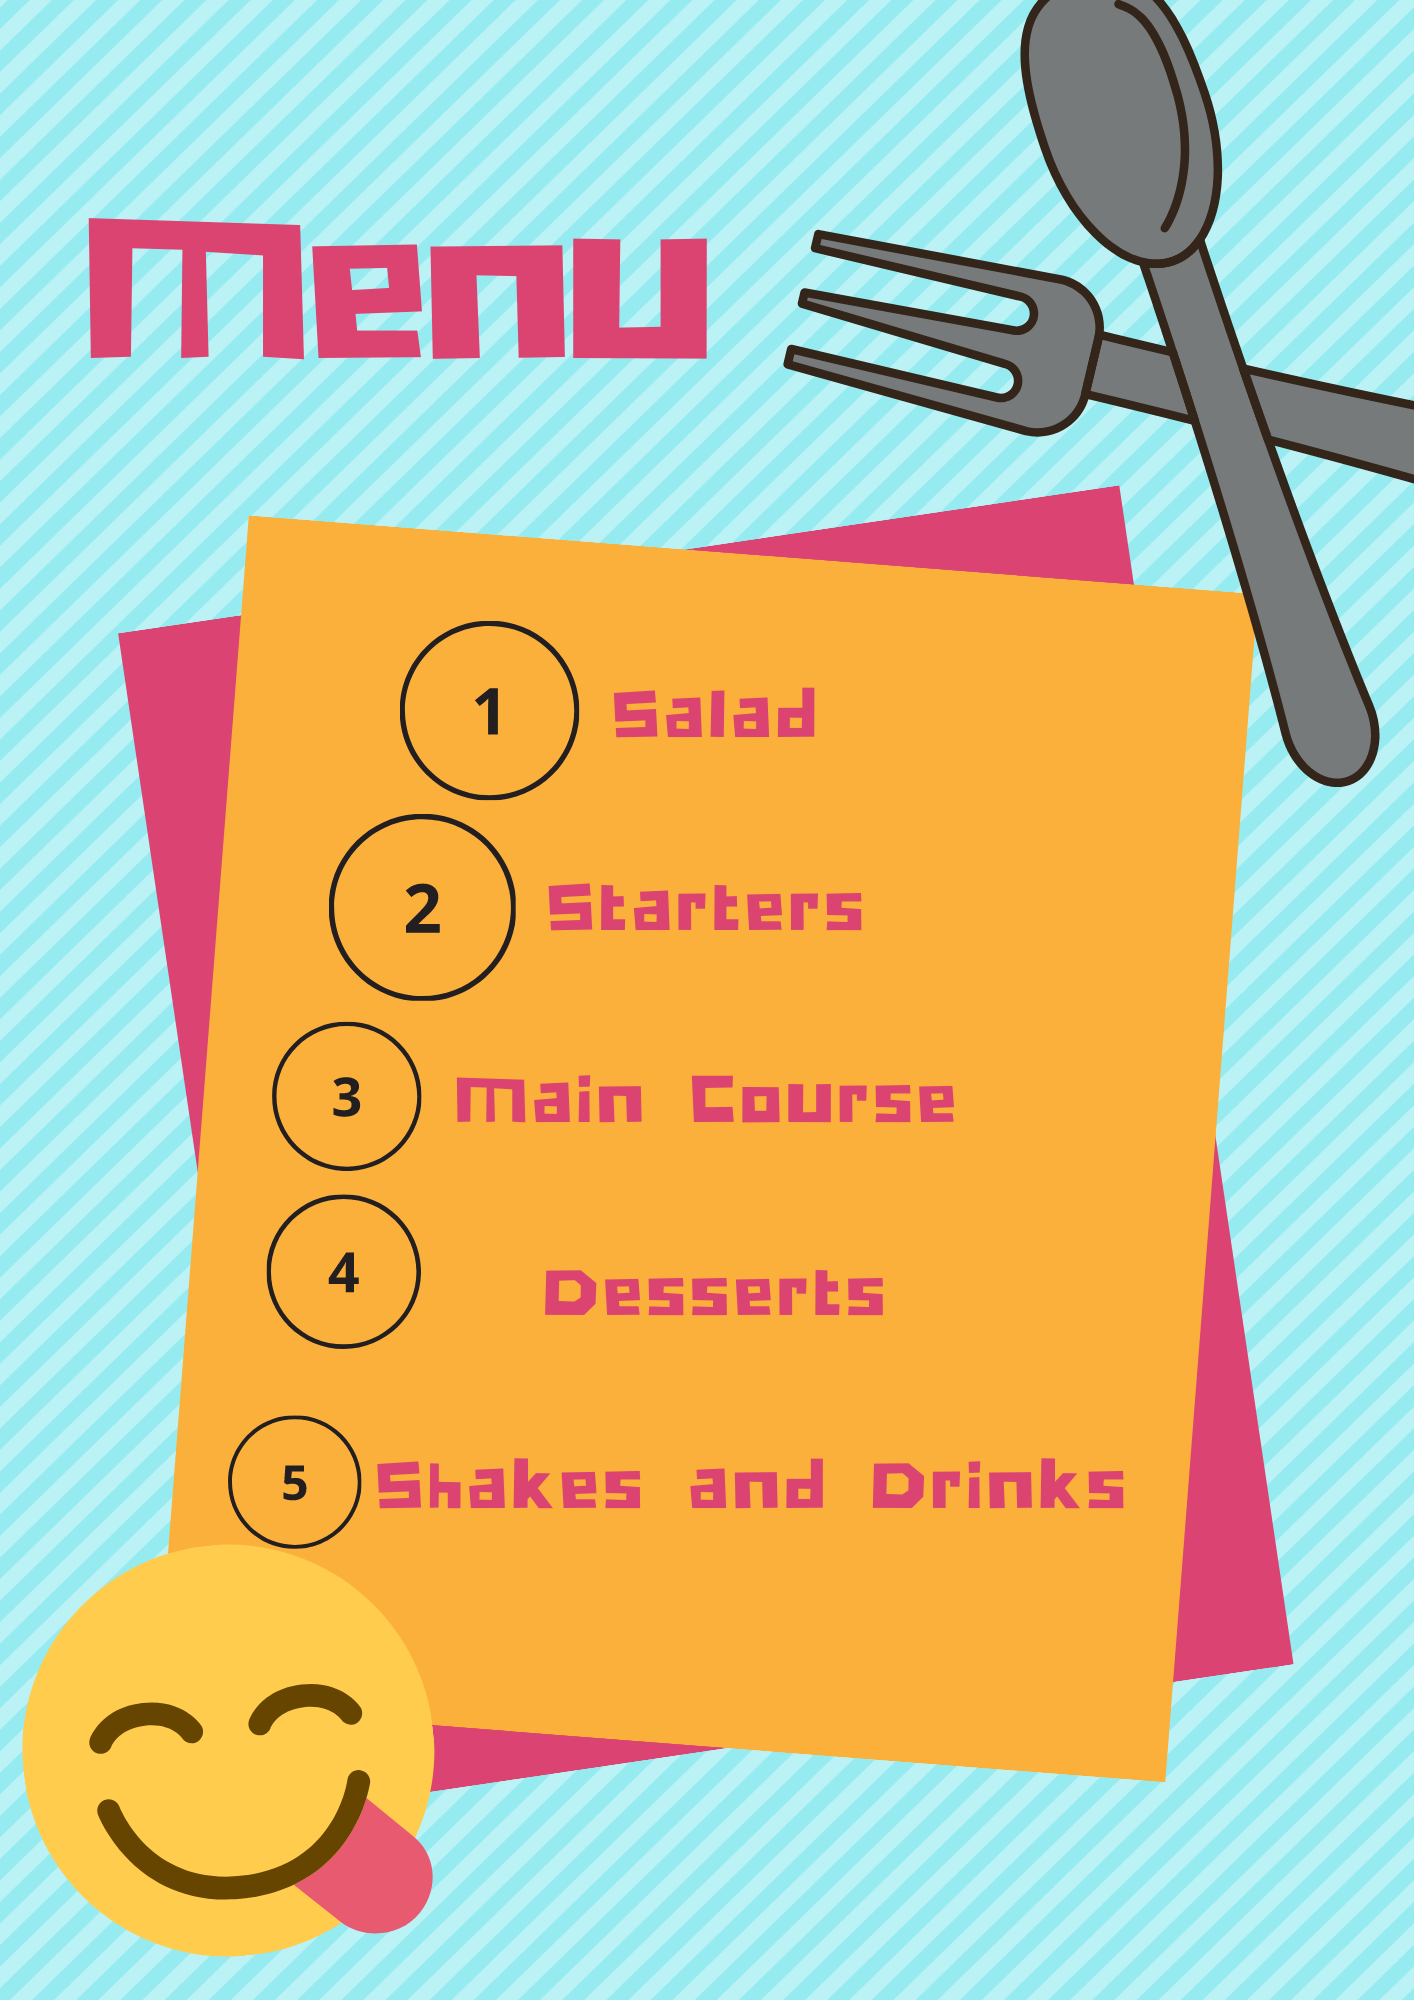 Menu
1 Salad
2 Starters
3 Main Course
4 Desserts
5 Shakes and Drinks